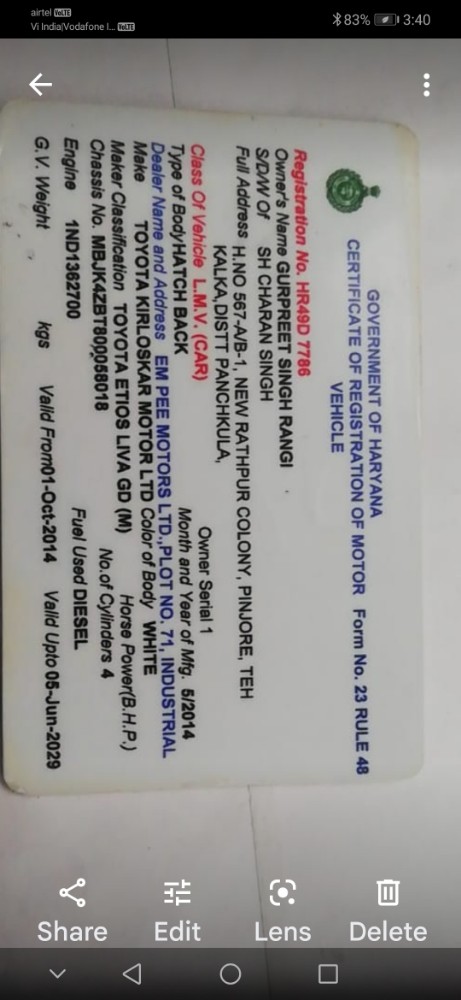 airtel VoLTE
Vi India|Vodafone I... VoLTE
83% 3:40
GOVERNMENT OF HARYANA
CERTIFICATE OF REGISTRATION OF MOTOR Form No. 23 RULE 48
VEHICLE
Registration No. HR49D 7786
Owner's Name GURPREET SINGH RANGI
S/D/W Of SH CHARAN SINGH
Full Address H.NO 567-A/B-1, NEW RATHPUR COLONY, PINJORE, TEH
KALKA,DISTT PANCHKULA,
Owner Serial 1
Class Of Vehicle L.M.V. (CAR)
Month and Year of Mfg. 5/2014
Type of Body HATCH BACK
Dealer Name and Address EM PEE MOTORS LTD.,PLOT NO. 71, INDUSTRIAL
Make TOYOTA KIRLOSKAR MOTOR LTD Color of Body WHITE
Maker Classification TOYOTA ETIOS LIVA GD (M) Horse Power(B.H.P.)
Chassis No. MBJK4ZBT800058018 No.of Cylinders 4
Engine 1ND1362700 Fuel Used DIESEL
G.V. Weight kgs Valid From01-Oct-2014 Valid Upto 05-Jun-2029
Share Edit Lens Delete